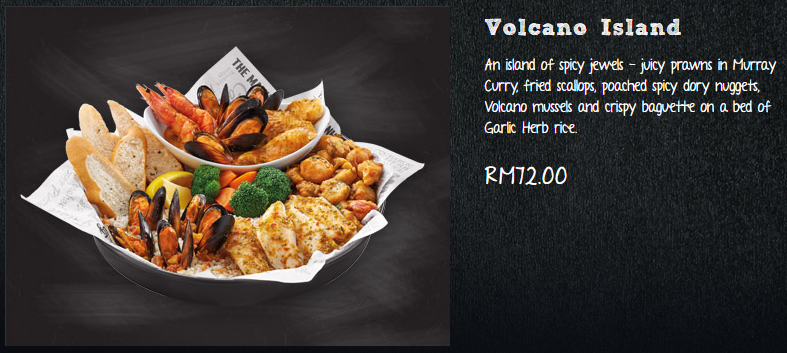 Volcano Island
An island of spicy jewels - juicy prawns in Murray
Curry, fried scallops, poached spicy dory nuggets,
Volcano mussels and crispy baguette on a bed of
Garlic Herb rice.
RM72.00
THE M